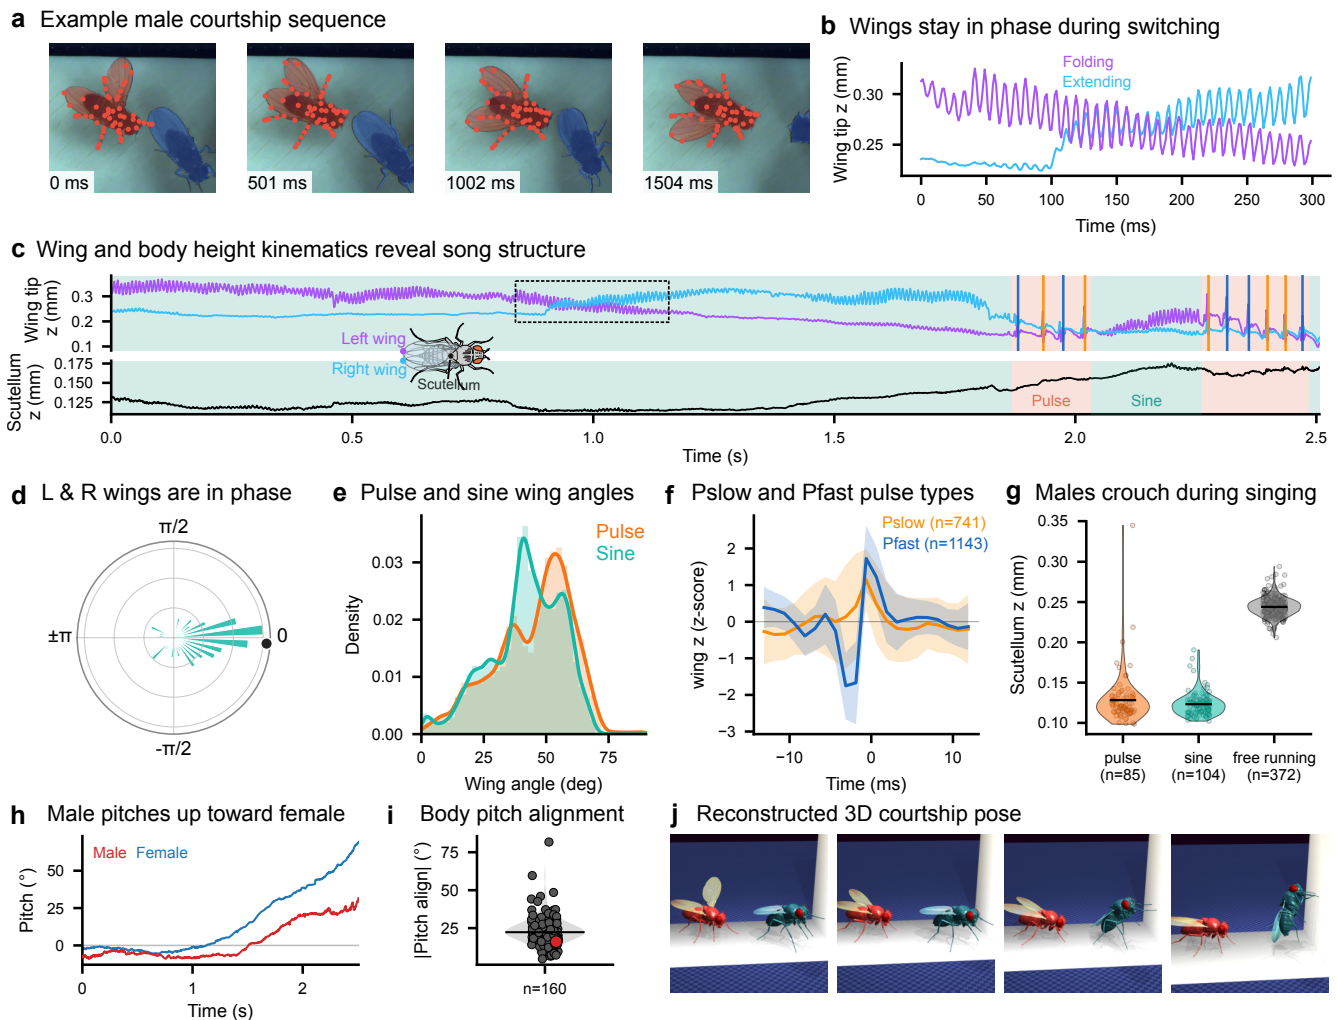 a Example male courtship sequence
0 ms
501 ms
1002 ms
1504 ms
b Wings stay in phase during switching
Folding
Extending
Wing tip z (mm)
0.30
0.25
0
50
100
150
200
250
300
Time (ms)
c Wing and body height kinematics reveal song structure
Wing tip
z (mm)
0.3
0.2
0.1
Left wing
Right wing
Scutellum
Scutellum
z (mm)
0.175
0.150
0.125
Pulse
Sine
0.0
0.5
1.0
1.5
2.0
2.5
Time (s)
d L & R wings are in phase
π/2
±π
0
-π/2
e Pulse and sine wing angles
Pulse
Sine
Density
0.03
0.02
0.01
0.00
0
25
50
75
Wing angle (deg)
f Pslow and Pfast pulse types
Pslow (n=741)
Pfast (n=1143)
wing z (z-score)
2
1
0
−1
−2
−3
−10
0
10
Time (ms)
g Males crouch during singing
Scutellum z (mm)
0.35
0.30
0.25
0.20
0.15
0.10
pulse
(n=85)
sine
(n=104)
free running
(n=372)
h Male pitches up toward female
Male Female
Pitch (°)
50
0
0
1
2
Time (s)
i Body pitch alignment
|Pitch align| (°)
75
50
25
n=160
j Reconstructed 3D courtship pose